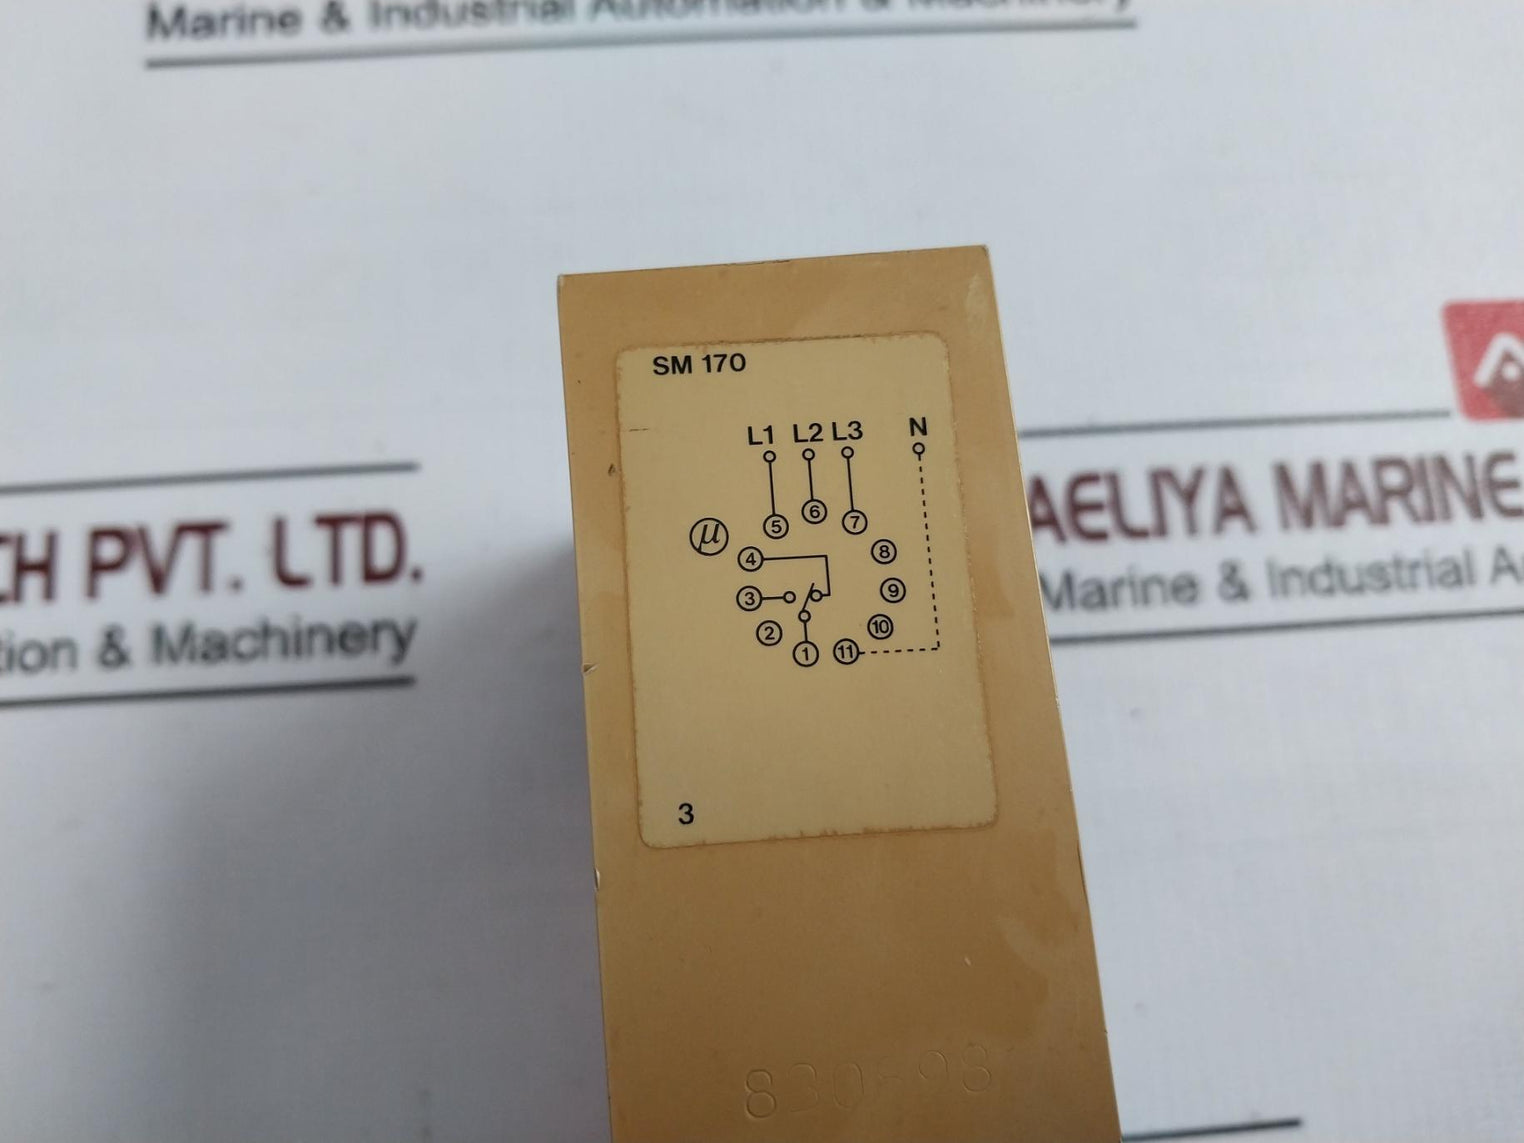 Marine & Industrial Automation & Machinery
CH PVT. LTD.
tion & Machinery
AELIYA MARINE
Marine & Industrial Au
SM 170
L1 L2 L3 N
5 6 7
μ
4 8
3 9
2 10
1 11
3